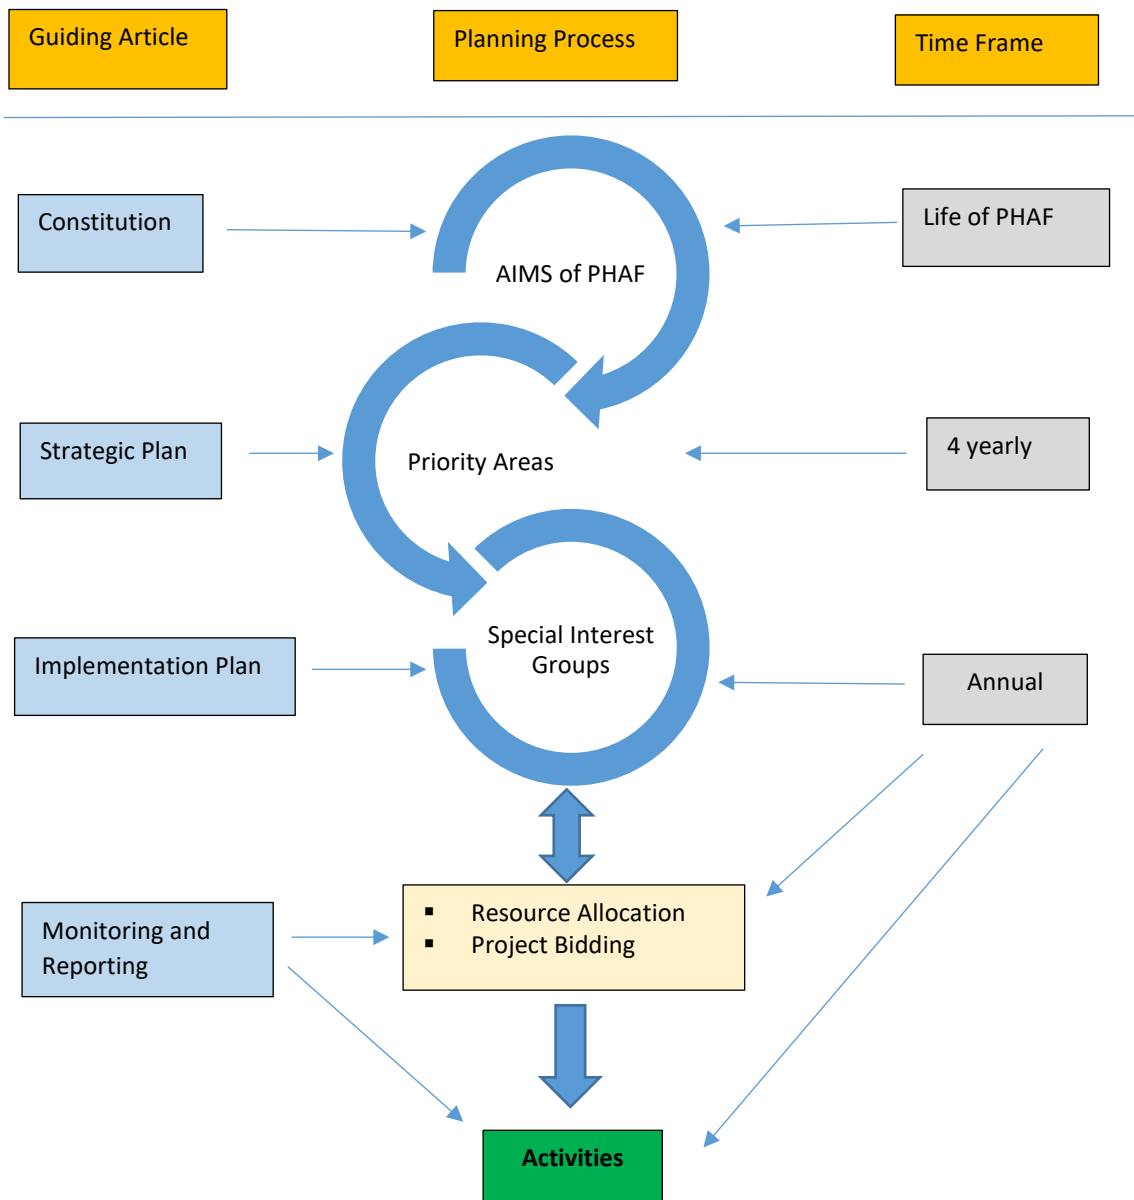 Guiding Article
Planning Process
Time Frame
Constitution
AIMS of PHAF
Life of PHAF
Strategic Plan
Priority Areas
4 yearly
Implementation Plan
Special Interest
Groups
Annual
Monitoring and
Reporting
▪ Resource Allocation
▪ Project Bidding
Activities